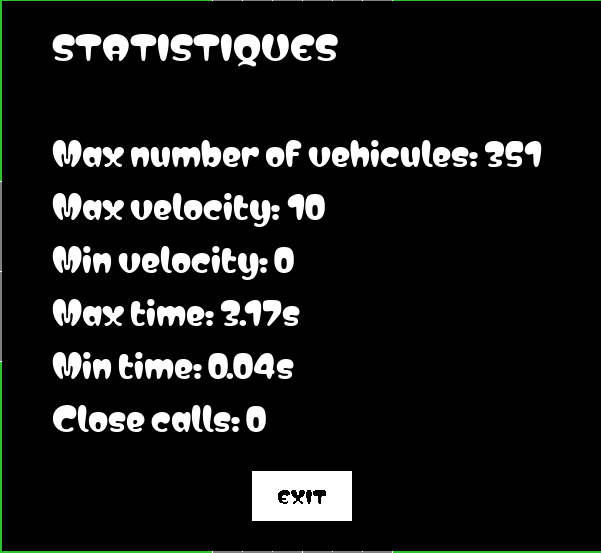 STATISTIQUES
Max number of vehicules: 351
Max velocity: 10
Min velocity: 0
Max time: 3.17s
Min time: 0.04s
Close calls: 0
EXIT